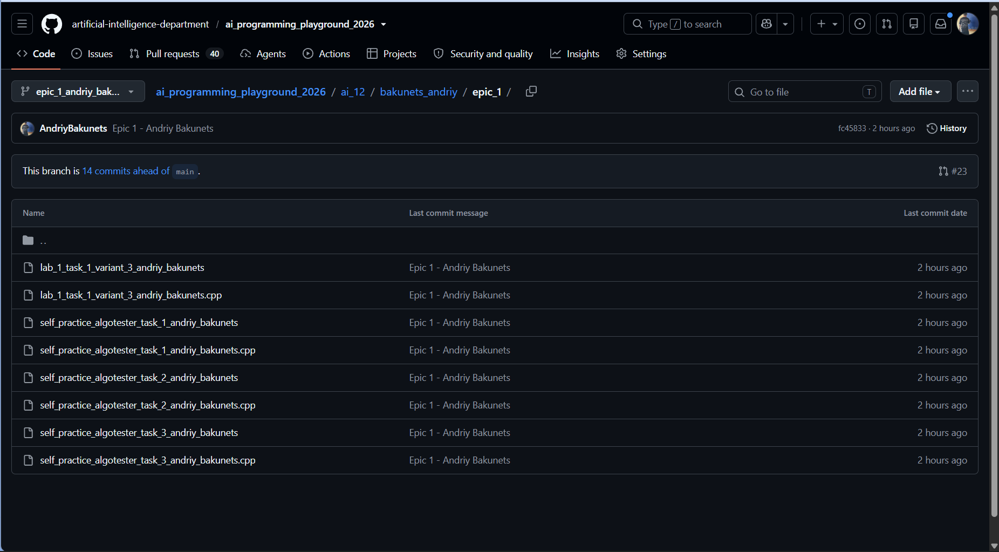 artificial-intelligence-department / ai_programming_playground_2026
Type / to search
Code Issues Pull requests 40 Agents Actions Projects Security and quality Insights Settings
epic_1_andriy_bak... ai_programming_playground_2026 / ai_12 / bakunets_andriy / epic_1 / Go to file T Add file ...
AndriyBakunets Epic 1 - Andriy Bakunets fc45833 · 2 hours ago History
This branch is 14 commits ahead of main . #23
Name Last commit message Last commit date
..
lab_1_task_1_variant_3_andriy_bakunets Epic 1 - Andriy Bakunets 2 hours ago
lab_1_task_1_variant_3_andriy_bakunets.cpp Epic 1 - Andriy Bakunets 2 hours ago
self_practice_algotester_task_1_andriy_bakunets Epic 1 - Andriy Bakunets 2 hours ago
self_practice_algotester_task_1_andriy_bakunets.cpp Epic 1 - Andriy Bakunets 2 hours ago
self_practice_algotester_task_2_andriy_bakunets Epic 1 - Andriy Bakunets 2 hours ago
self_practice_algotester_task_2_andriy_bakunets.cpp Epic 1 - Andriy Bakunets 2 hours ago
self_practice_algotester_task_3_andriy_bakunets Epic 1 - Andriy Bakunets 2 hours ago
self_practice_algotester_task_3_andriy_bakunets.cpp Epic 1 - Andriy Bakunets 2 hours ago